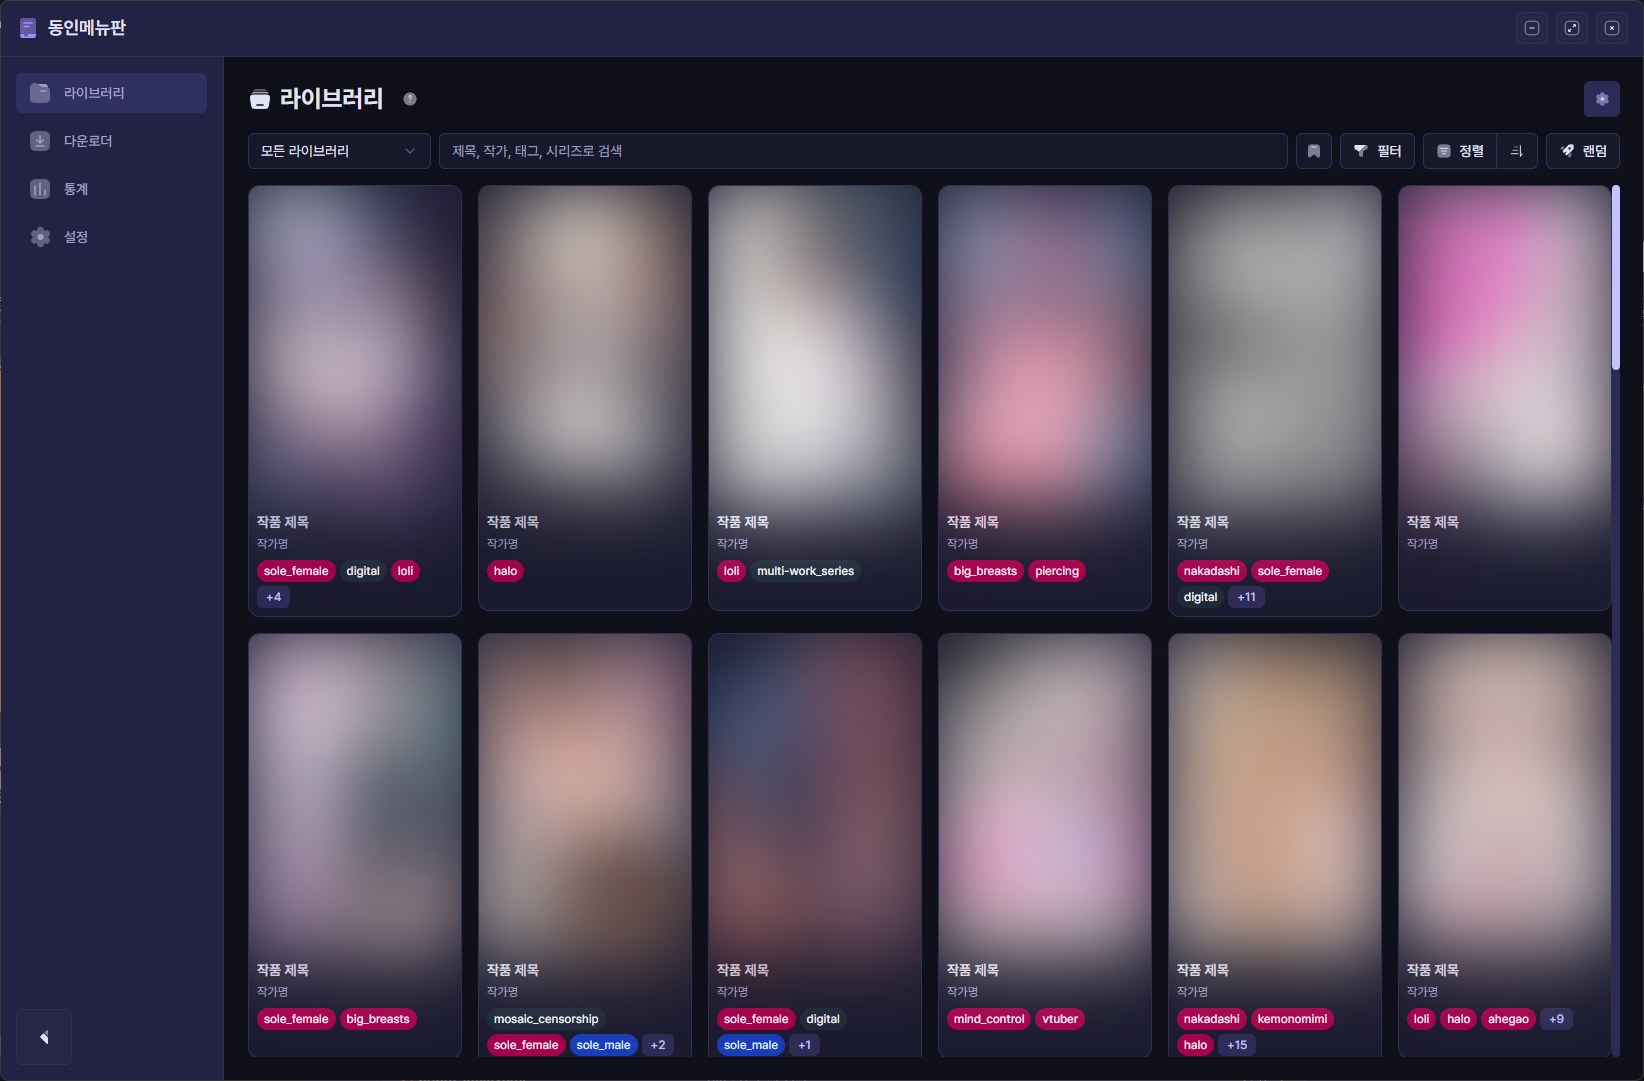 동인메뉴판
라이브러리
다운로더
통계
설정
라이브러리
?
모든 라이브러리
제목, 작가, 태그, 시리즈로 검색
필터
정렬
랜덤
작품 제목
작가명
sole_female digital loli
+4
작품 제목
작가명
halo
작품 제목
작가명
loli multi-work_series
작품 제목
작가명
big_breasts piercing
작품 제목
작가명
nakadashi sole_female
digital +11
작품 제목
작가명
작품 제목
작가명
sole_female big_breasts
작품 제목
작가명
mosaic_censorship
sole_female sole_male +2
작품 제목
작가명
sole_female digital
sole_male +1
작품 제목
작가명
mind_control vtuber
작품 제목
작가명
nakadashi kemonomimi
halo +15
작품 제목
작가명
loli halo ahegao +9